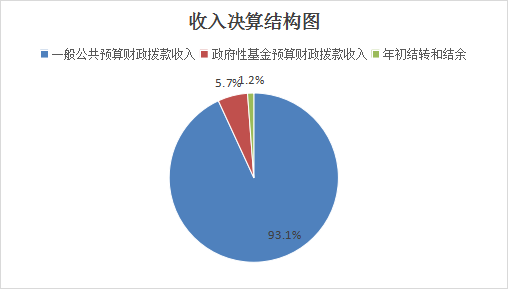 收入决算结构图
一般公共预算财政拨款收入 政府性基金预算财政拨款收入 年初结转和结余
5.7% 1.2%
93.1%